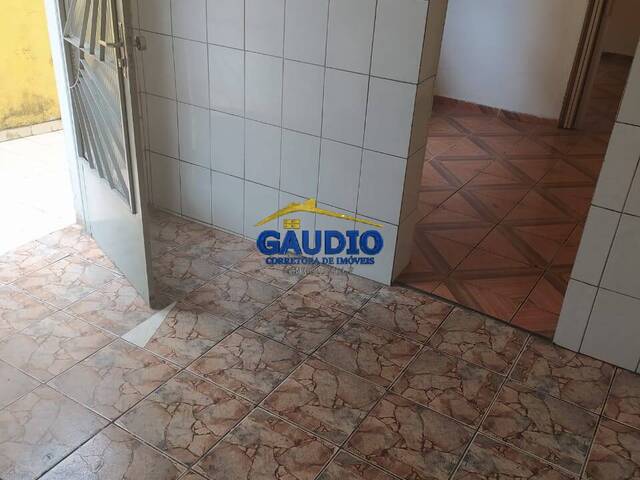 GAUDIO
CORRETORA DE IMÓVEIS